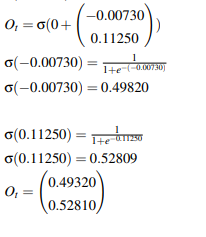 O_t = σ(0 + (−0.00730
0.11250))
σ(−0.00730) = 1/(1+e^{−(−0.00730)})
σ(−0.00730) = 0.49820
σ(0.11250) = 1/(1+e^{−0.11250})
σ(0.11250) = 0.52809
O_t = (0.49320
0.52810)